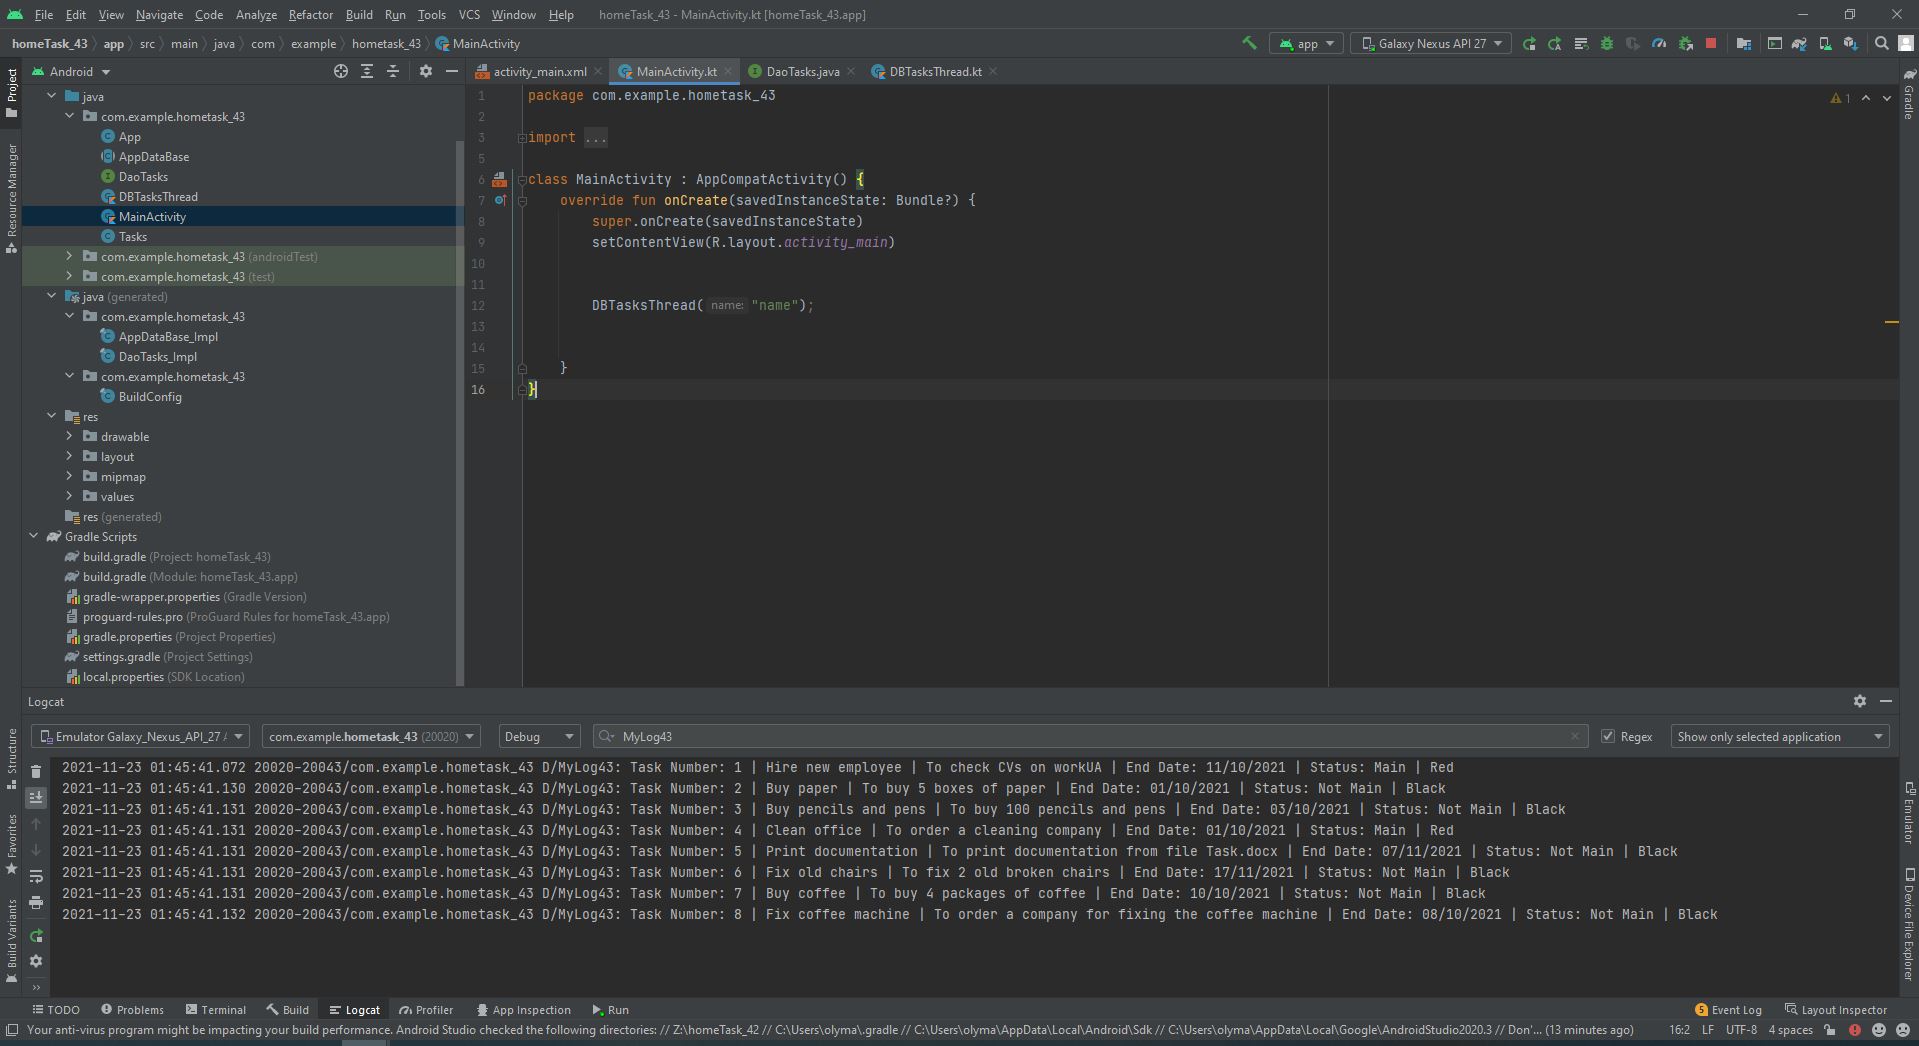 File Edit View Navigate Code Analyze Refactor Build Run Tools VCS Window Help homeTask_43 - MainActivity.kt [homeTask_43.app]
homeTask_43 app src main java com example hometask_43 MainActivity app Galaxy Nexus API 27
Android
activity_main.xml MainActivity.kt DaoTasks.java DBTasksThread.kt
Project
Resource Manager
Structure
Favorites
Build Variants
java
com.example.hometask_43
App
AppDataBase
DaoTasks
DBTasksThread
MainActivity
Tasks
com.example.hometask_43 (androidTest)
com.example.hometask_43 (test)
java (generated)
com.example.hometask_43
AppDataBase_Impl
DaoTasks_Impl
com.example.hometask_43
BuildConfig
res
drawable
layout
mipmap
values
res (generated)
Gradle Scripts
build.gradle (Project: homeTask_43)
build.gradle (Module: homeTask_43.app)
gradle-wrapper.properties (Gradle Version)
proguard-rules.pro (ProGuard Rules for homeTask_43.app)
gradle.properties (Project Properties)
settings.gradle (Project Settings)
local.properties (SDK Location)
1 package com.example.hometask_43
2
3 import ...
5
6 class MainActivity : AppCompatActivity() {
7 override fun onCreate(savedInstanceState: Bundle?) {
8 super.onCreate(savedInstanceState)
9 setContentView(R.layout.activity_main)
10
11
12 DBTasksThread( name: "name");
13
14
15 }
16 }
1
Gradle
Emulator
Device File Explorer
Logcat
Emulator Galaxy_Nexus_API_27 com.example.hometask_43 (20020) Debug MyLog43 Regex Show only selected application
2021-11-23 01:45:41.072 20020-20043/com.example.hometask_43 D/MyLog43: Task Number: 1 | Hire new employee | To check CVs on workUA | End Date: 11/10/2021 | Status: Main | Red
2021-11-23 01:45:41.130 20020-20043/com.example.hometask_43 D/MyLog43: Task Number: 2 | Buy paper | To buy 5 boxes of paper | End Date: 01/10/2021 | Status: Not Main | Black
2021-11-23 01:45:41.131 20020-20043/com.example.hometask_43 D/MyLog43: Task Number: 3 | Buy pencils and pens | To buy 100 pencils and pens | End Date: 03/10/2021 | Status: Not Main | Black
2021-11-23 01:45:41.131 20020-20043/com.example.hometask_43 D/MyLog43: Task Number: 4 | Clean office | To order a cleaning company | End Date: 01/10/2021 | Status: Main | Red
2021-11-23 01:45:41.131 20020-20043/com.example.hometask_43 D/MyLog43: Task Number: 5 | Print documentation | To print documentation from file Task.docx | End Date: 07/11/2021 | Status: Not Main | Black
2021-11-23 01:45:41.131 20020-20043/com.example.hometask_43 D/MyLog43: Task Number: 6 | Fix old chairs | To fix 2 old broken chairs | End Date: 17/11/2021 | Status: Not Main | Black
2021-11-23 01:45:41.131 20020-20043/com.example.hometask_43 D/MyLog43: Task Number: 7 | Buy coffee | To buy 4 packages of coffee | End Date: 10/10/2021 | Status: Not Main | Black
2021-11-23 01:45:41.132 20020-20043/com.example.hometask_43 D/MyLog43: Task Number: 8 | Fix coffee machine | To order a company for fixing the coffee machine | End Date: 08/10/2021 | Status: Not Main | Black
TODO Problems Terminal Build Logcat Profiler App Inspection Run 5 Event Log Layout Inspector
Your anti-virus program might be impacting your build performance. Android Studio checked the following directories: // Z:\homeTask_42 // C:\Users\olyma\.gradle // C:\Users\olyma\AppData\Local\Android\Sdk // C:\Users\olyma\AppData\Local\Google\AndroidStudio2020.3 // Don'... (13 minutes ago) 16:2 LF UTF-8 4 spaces